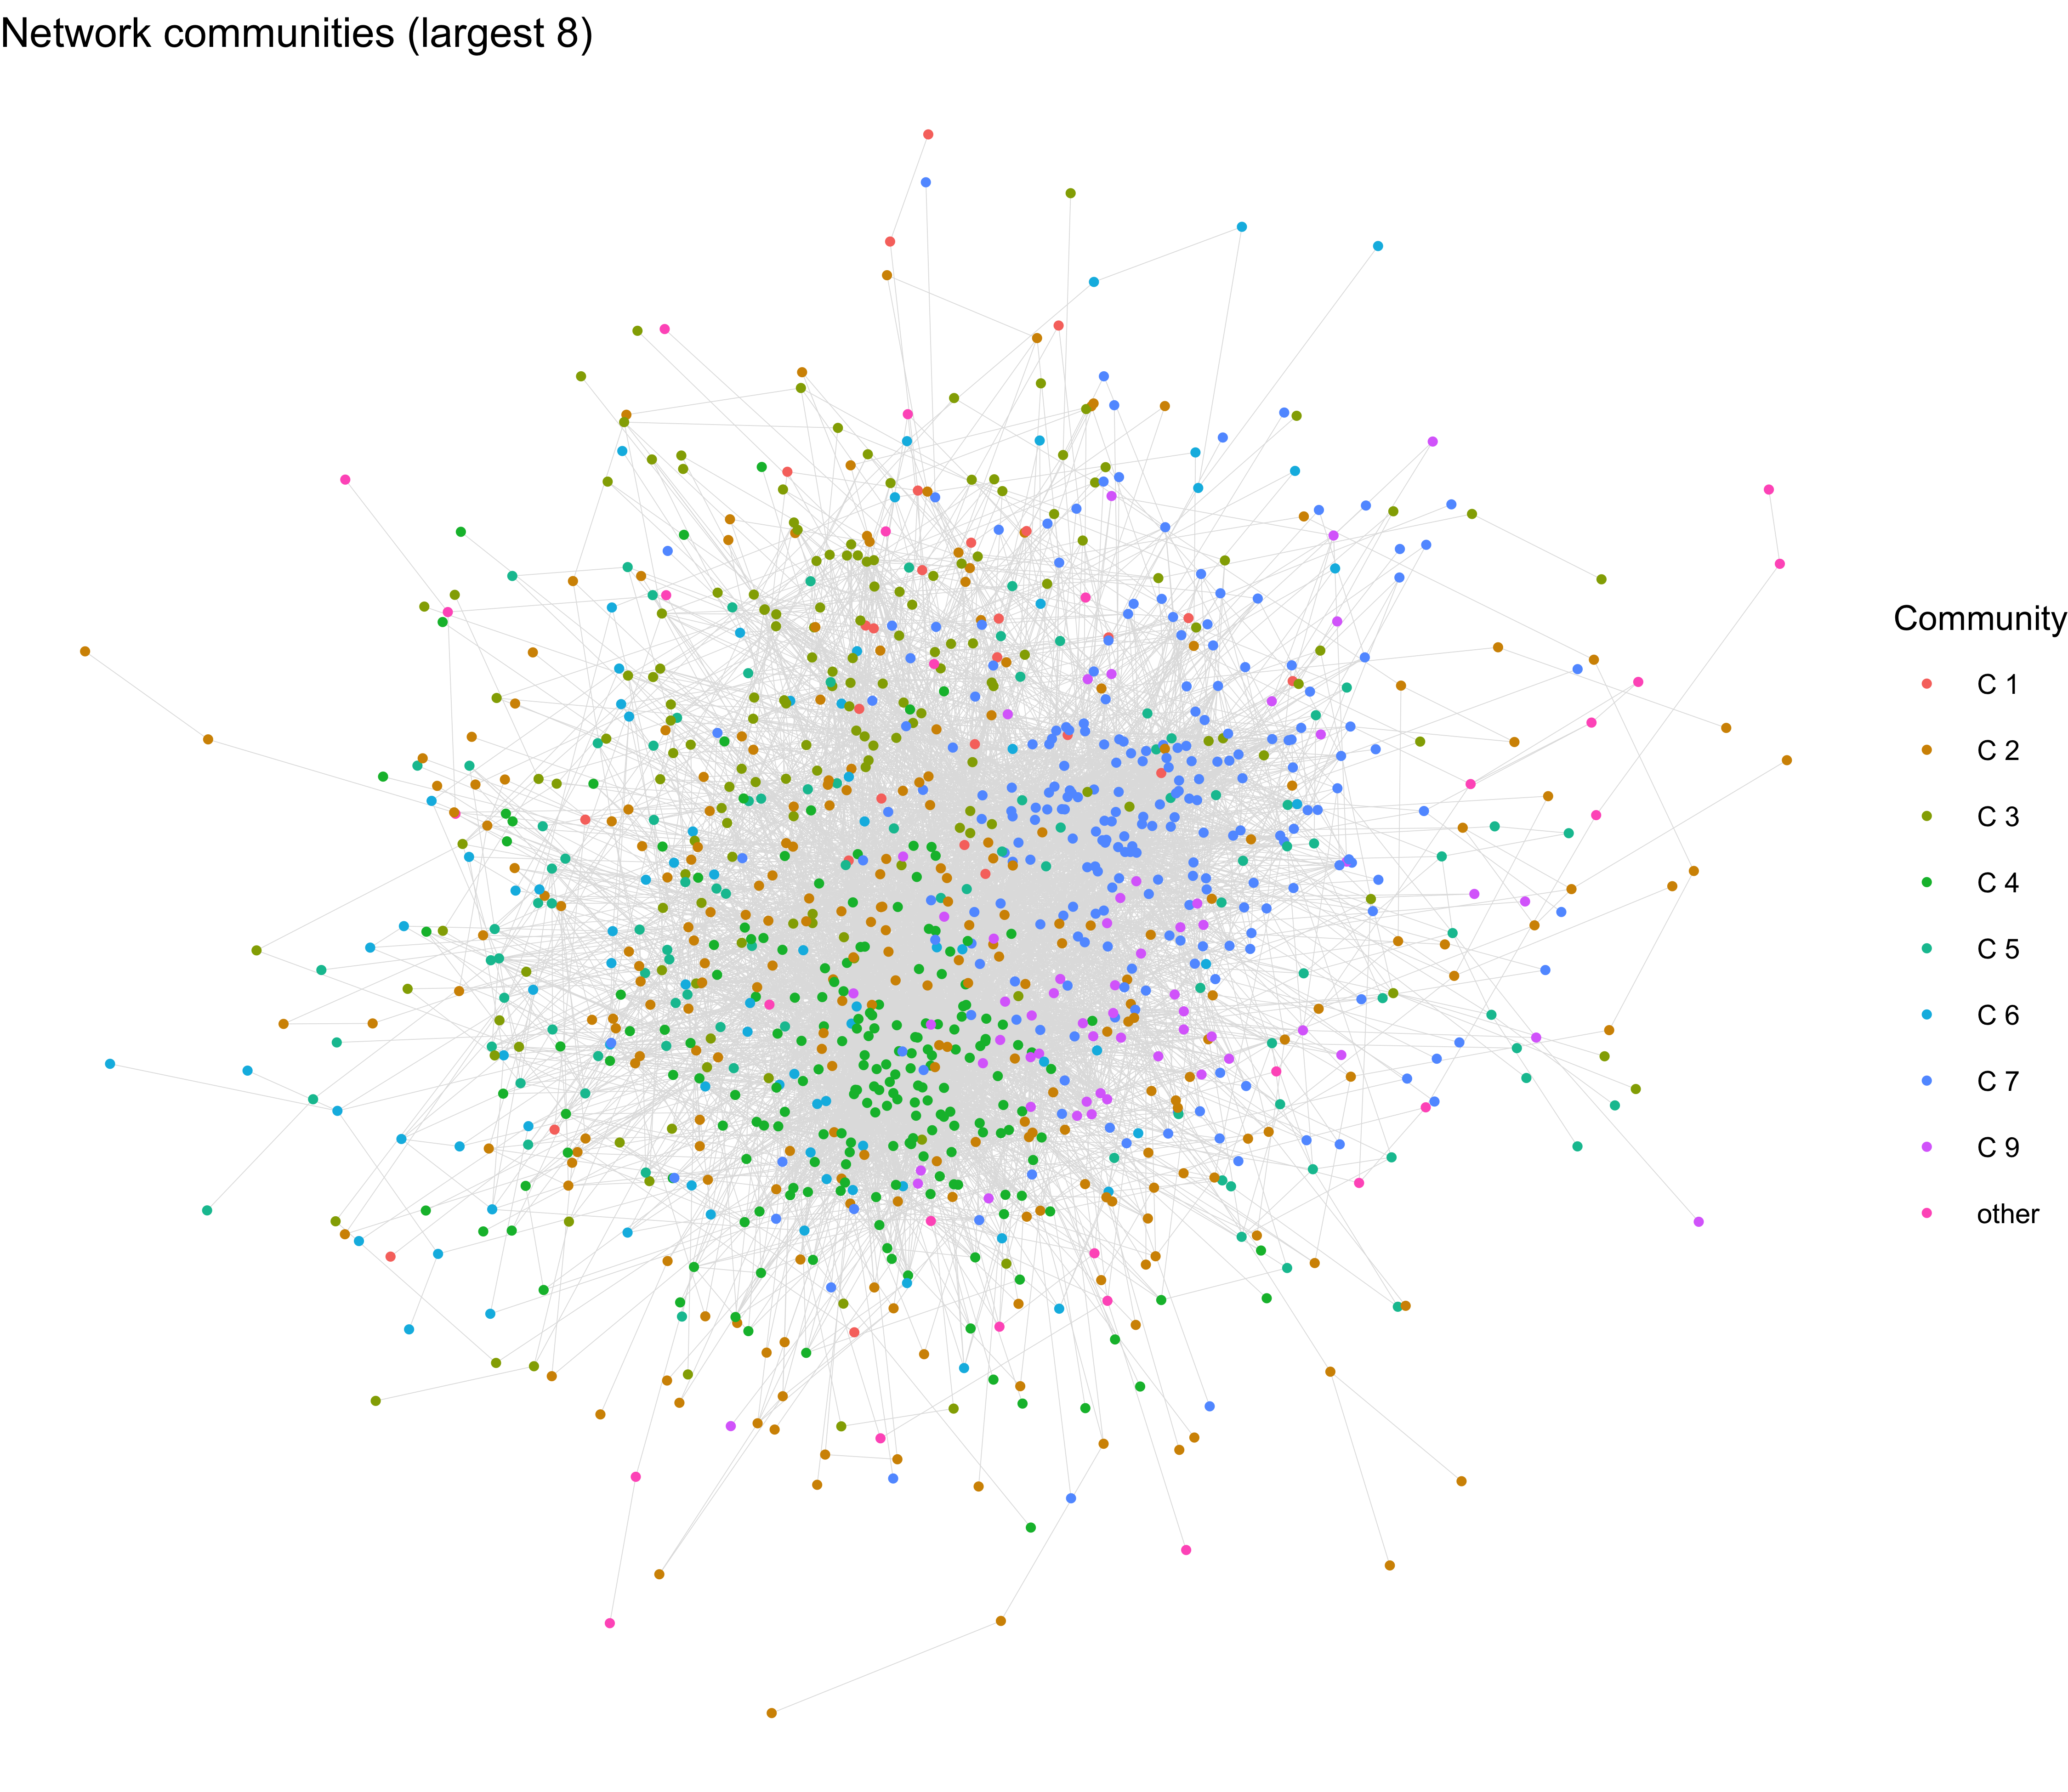 Network communities (largest 8)
Community
C 1
C 2
C 3
C 4
C 5
C 6
C 7
C 9
other